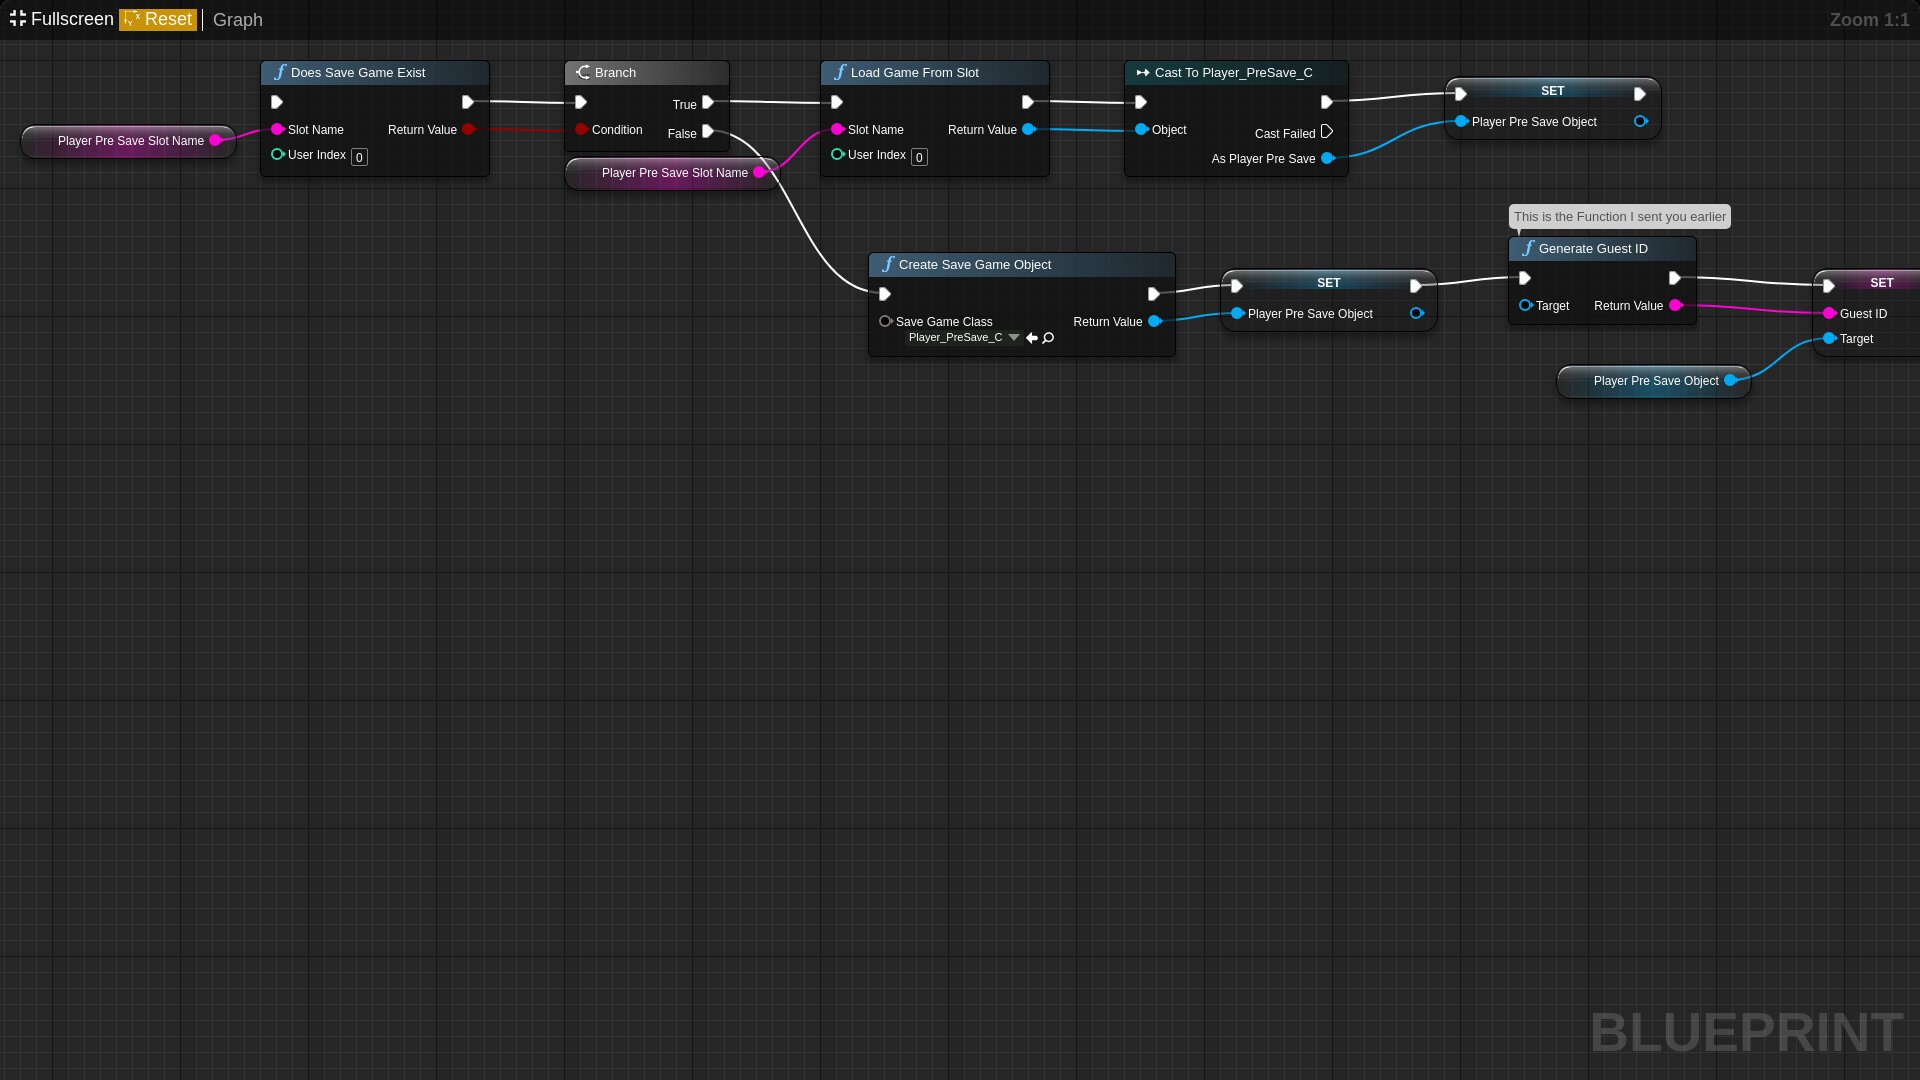 Fullscreen Reset Graph Zoom 1:1
Does Save Game Exist
Slot Name Return Value
User Index 0
Player Pre Save Slot Name
Branch
True
Condition False
Player Pre Save Slot Name
Load Game From Slot
Slot Name Return Value
User Index 0
Cast To Player_PreSave_C
Object Cast Failed
As Player Pre Save
SET
Player Pre Save Object
Create Save Game Object
Save Game Class Return Value
Player_PreSave_C
SET
Player Pre Save Object
This is the Function I sent you earlier
Generate Guest ID
Target Return Value
Player Pre Save Object
SET
Guest ID
Target
BLUEPRINT